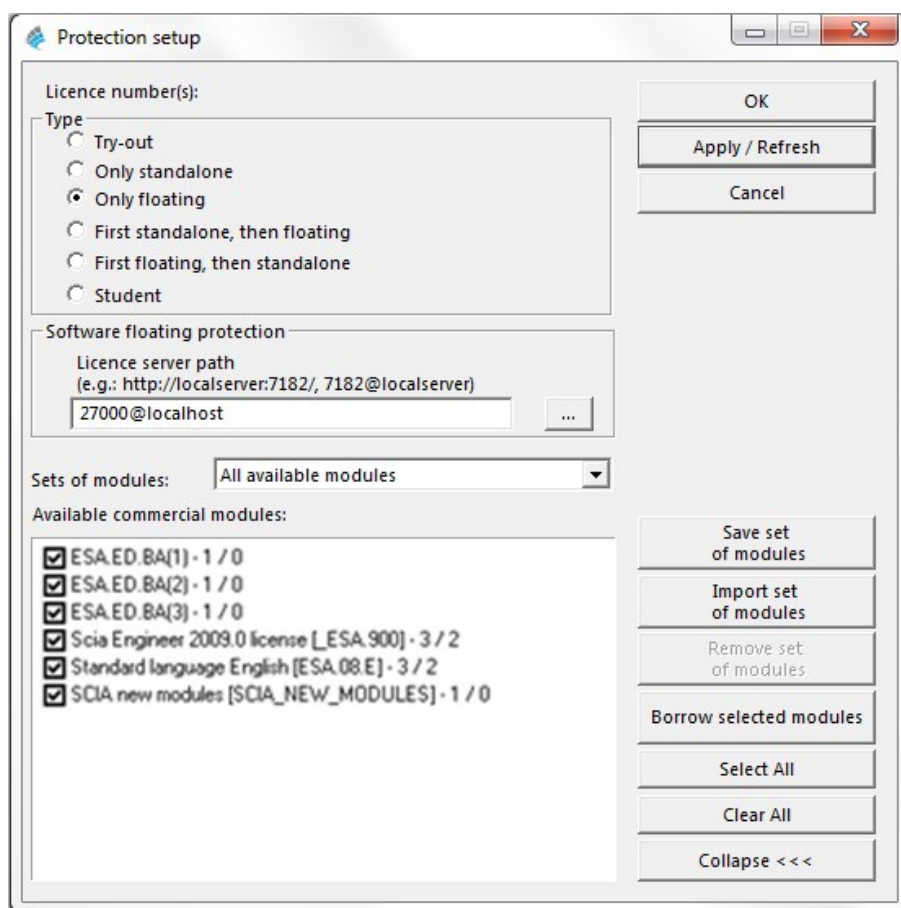 Protection setup
Licence number(s):
Type
Try-out
Only standalone
Only floating
First standalone, then floating
First floating, then standalone
Student
OK
Apply / Refresh
Cancel
Software floating protection
Licence server path
(e.g.: http://localserver:7182/, 7182@localserver)
27000@localhost
...
Sets of modules:
All available modules
Available commercial modules:
ESA.ED.BA(1) - 1 / 0
ESA.ED.BA(2) - 1 / 0
ESA.ED.BA(3) - 1 / 0
Scia Engineer 2009.0 license [_ESA.900] - 3 / 2
Standard language English [ESA.08.E] - 3 / 2
SCIA new modules [SCIA_NEW_MODULES] - 1 / 0
Save set
of modules
Import set
of modules
Remove set
of modules
Borrow selected modules
Select All
Clear All
Collapse <<<